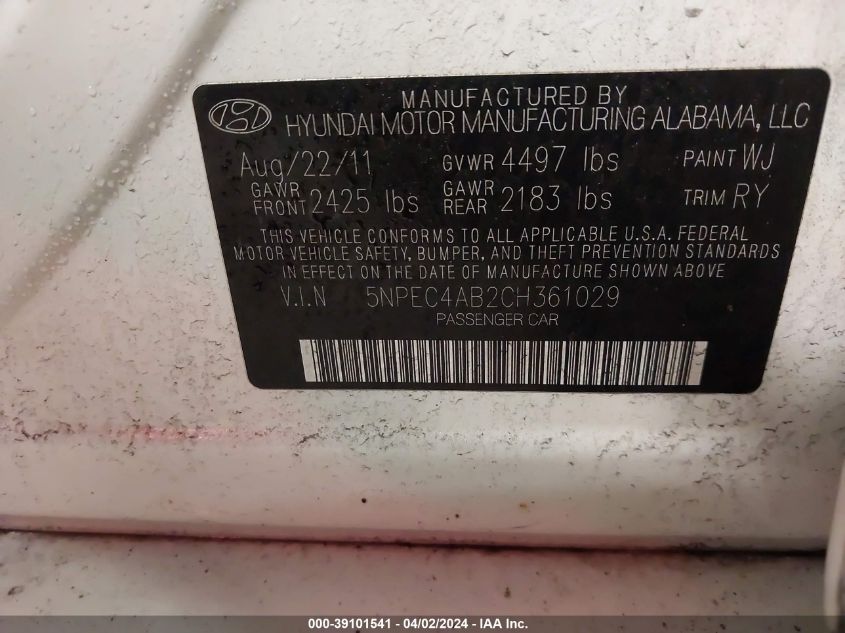 MANUFACTURED BY
HYUNDAI MOTOR MANUFACTURING ALABAMA, LLC
Aug/22/11 GVWR 4497 lbs PAINT WJ
GAWR FRONT 2425 lbs GAWR REAR 2183 lbs TRIM RY
THIS VEHICLE CONFORMS TO ALL APPLICABLE U.S.A. FEDERAL
MOTOR VEHICLE SAFETY, BUMPER, AND THEFT PREVENTION STANDARDS
IN EFFECT ON THE DATE OF MANUFACTURE SHOWN ABOVE.
V.I.N 5NPEC4AB2CH361029
PASSENGER CAR
000-39101541 - 04/02/2024 - IAA Inc.